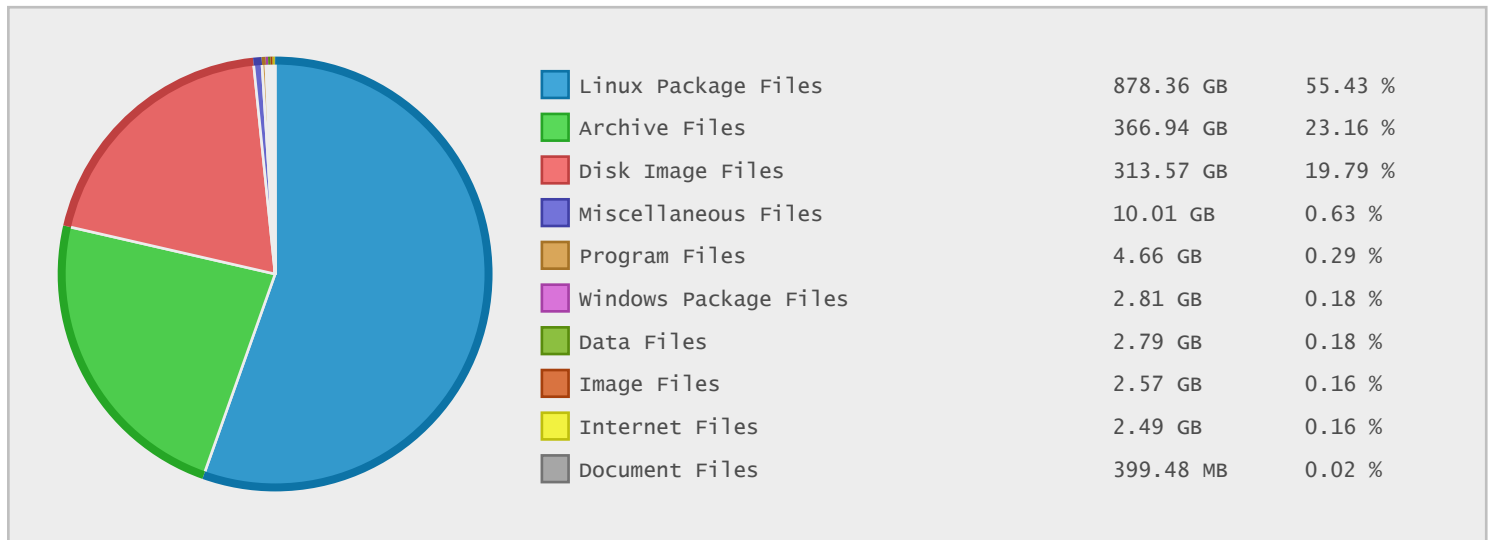 Linux Package Files 878.36 GB 55.43 %
Archive Files 366.94 GB 23.16 %
Disk Image Files 313.57 GB 19.79 %
Miscellaneous Files 10.01 GB 0.63 %
Program Files 4.66 GB 0.29 %
Windows Package Files 2.81 GB 0.18 %
Data Files 2.79 GB 0.18 %
Image Files 2.57 GB 0.16 %
Internet Files 2.49 GB 0.16 %
Document Files 399.48 MB 0.02 %